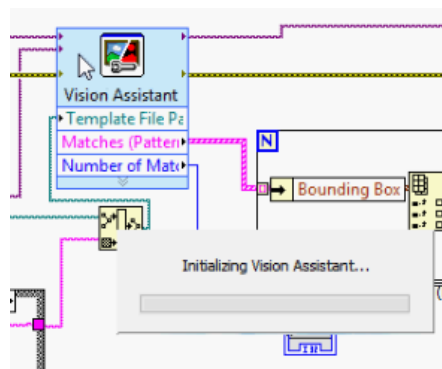 Vision Assistant
Template File Pa
Matches (Pattern
Number of Matc
N
Bounding Box
Initializing Vision Assistant...